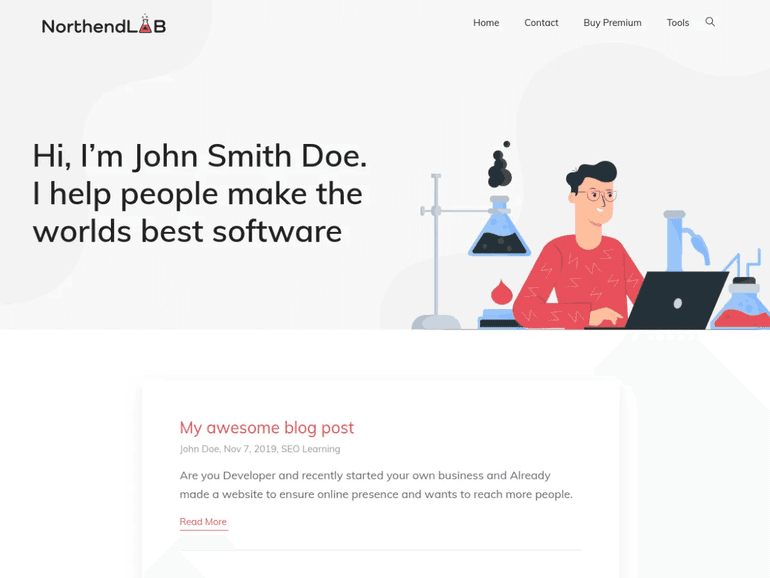 NorthendLAB
Home Contact Buy Premium Tools
Hi, I’m John Smith Doe.
I help people make the
worlds best software
My awesome blog post
John Doe, Nov 7, 2019, SEO Learning
Are you Developer and recently started your own business and Already
made a website to ensure online presence and wants to reach more people.
Read More